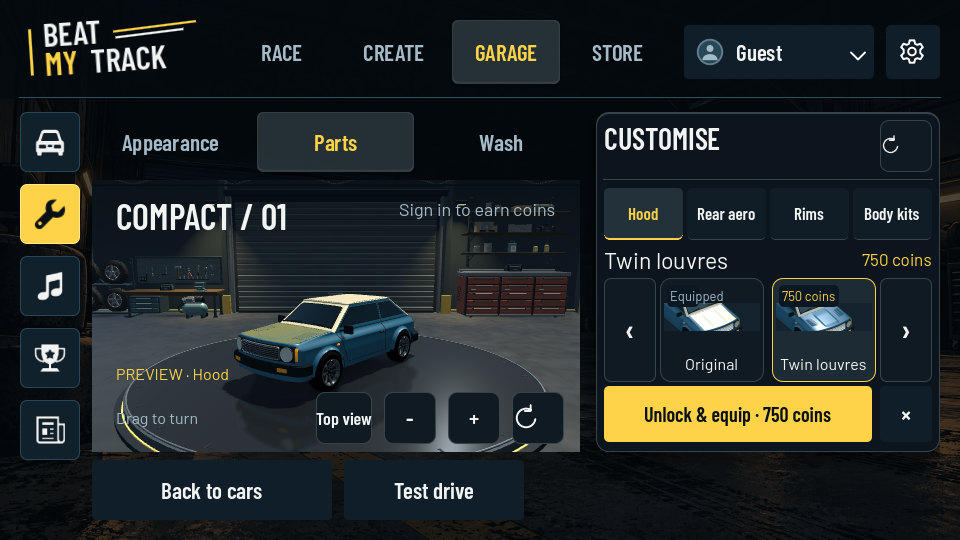 BEAT
MY TRACK
RACE
CREATE
GARAGE
STORE
Guest
Appearance
Parts
Wash
COMPACT / 01
Sign in to earn coins
PREVIEW · Hood
Drag to turn
Top view
-
+
Back to cars
Test drive
CUSTOMISE
Hood
Rear aero
Rims
Body kits
Twin louvres
750 coins
‹
Equipped
Original
750 coins
Twin louvres
›
Unlock & equip · 750 coins
×